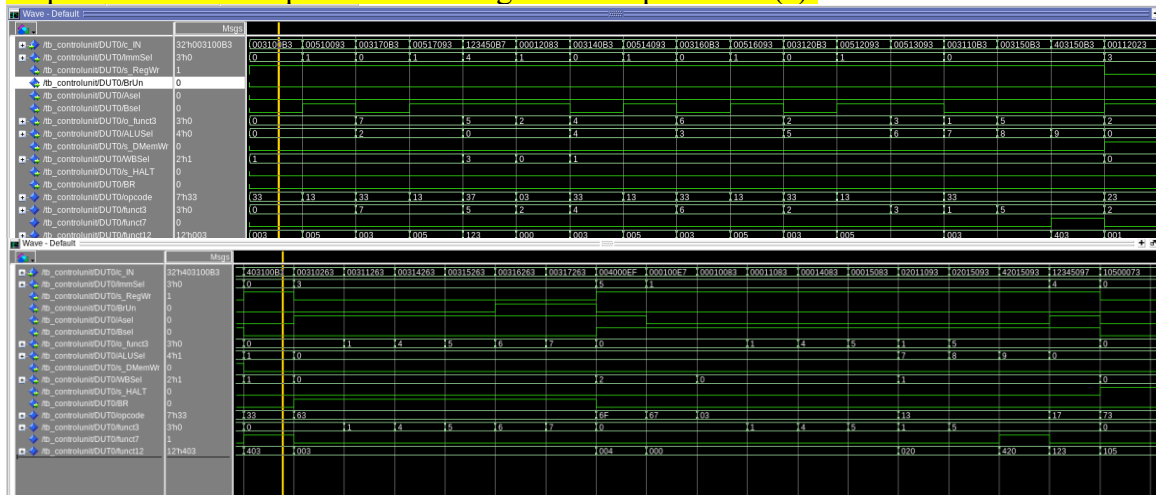 Wave - Default
Msgs
/tb_controlunit/DUT0/c_IN 32'h003100B3 003100B3 00510093 003170B3 00517093 123450B7 00012083 003140B3 00514093 003160B3 00516093 003120B3 00512093 00513093 003110B3 003150B3 403150B3 00112023
/tb_controlunit/DUT0/ImmSel 3'h0 0 1 0 1 4 1 0 1 0 1 0 1 0 3
/tb_controlunit/DUT0/s_RegWr 1
/tb_controlunit/DUT0/BrUn 0
/tb_controlunit/DUT0/Asel 0
/tb_controlunit/DUT0/Bsel 0
/tb_controlunit/DUT0/o_funct3 3'h0 0 7 5 2 4 6 2 3 1 5 2
/tb_controlunit/DUT0/ALUSel 4'h0 0 2 0 4 3 5 6 7 8 9 0
/tb_controlunit/DUT0/s_DMemWr 0
/tb_controlunit/DUT0/WBSel 2'h1 1 3 0 1 0
/tb_controlunit/DUT0/s_HALT 0
/tb_controlunit/DUT0/BR 0
/tb_controlunit/DUT0/opcode 7'h33 33 13 33 13 37 03 33 13 33 13 33 13 33 23
/tb_controlunit/DUT0/funct3 3'h0 0 7 5 2 4 6 2 3 1 5 2
/tb_controlunit/DUT0/funct7 0
/tb_controlunit/DUT0/funct12 12'h003 003 005 003 005 123 000 003 005 003 005 003 005 003 403 001
Wave - Default
Msgs
/tb_controlunit/DUT0/c_IN 32'h403100B3 403100B3 00310263 00311263 00314263 00315263 00316263 00317263 004000EF 000100E7 00010083 00011083 00014083 00015083 02011093 02015093 42015093 12345097 10500073
/tb_controlunit/DUT0/ImmSel 3'h0 0 3 5 1 4 0
/tb_controlunit/DUT0/s_RegWr 1
/tb_controlunit/DUT0/BrUn 0
/tb_controlunit/DUT0/Asel 0
/tb_controlunit/DUT0/Bsel 0
/tb_controlunit/DUT0/o_funct3 3'h0 0 1 4 5 6 7 0 1 4 5 1 5 0
/tb_controlunit/DUT0/ALUSel 4'h1 1 0 7 8 9 0
/tb_controlunit/DUT0/s_DMemWr 0
/tb_controlunit/DUT0/WBSel 2'h1 1 0 2 0 1 0
/tb_controlunit/DUT0/s_HALT 0
/tb_controlunit/DUT0/BR 0
/tb_controlunit/DUT0/opcode 7'h33 33 63 6F 67 03 13 17 73
/tb_controlunit/DUT0/funct3 3'h0 0 1 4 5 6 7 0 1 4 5 1 5 0
/tb_controlunit/DUT0/funct7 1
/tb_controlunit/DUT0/funct12 12'h403 403 003 004 000 020 420 123 105